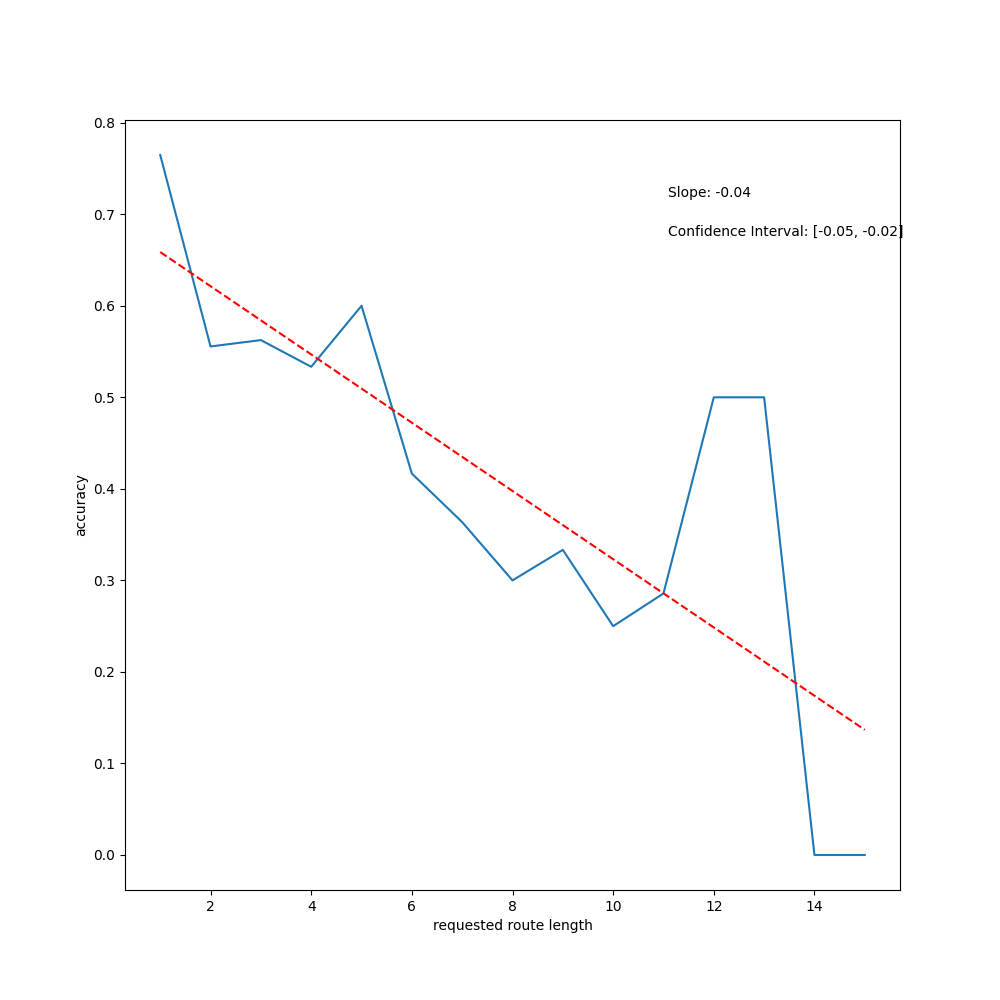 0.8
0.7
0.6
0.5
0.4
0.3
0.2
0.1
0.0
accuracy
Slope: -0.04
Confidence Interval: [-0.05, -0.02]
2 4 6 8 10 12 14
requested route length